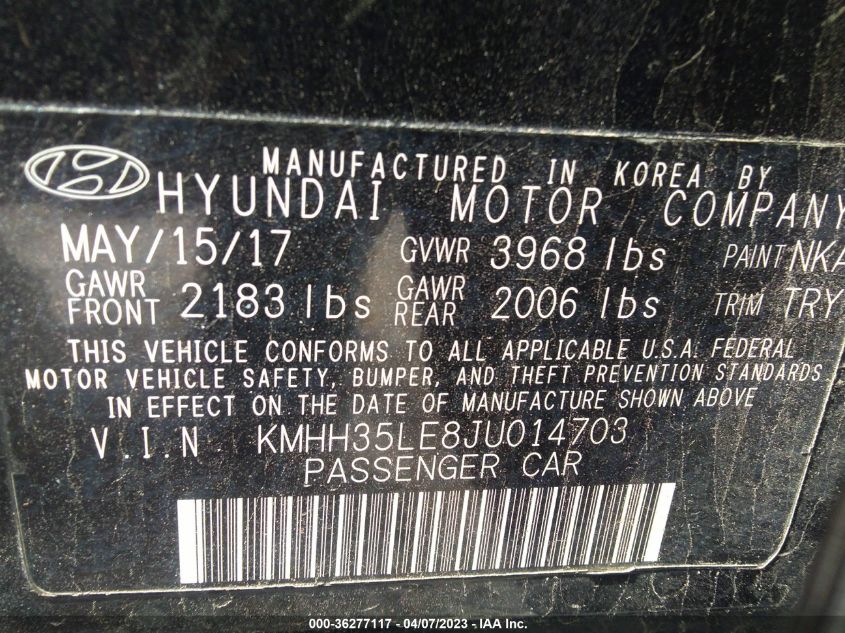 MANUFACTURED IN KOREA BY
HYUNDAI MOTOR COMPANY
MAY/15/17 GVWR 3968 lbs PAINT NKA
GAWR FRONT 2183 lbs GAWR REAR 2006 lbs TRIM TRY
THIS VEHICLE CONFORMS TO ALL APPLICABLE U.S.A. FEDERAL
MOTOR VEHICLE SAFETY, BUMPER, AND THEFT PREVENTION STANDARDS
IN EFFECT ON THE DATE OF MANUFACTURE SHOWN ABOVE
V.I.N KMHH35LE8JU014703
PASSENGER CAR
000-36277117 - 04/07/2023 - IAA Inc.